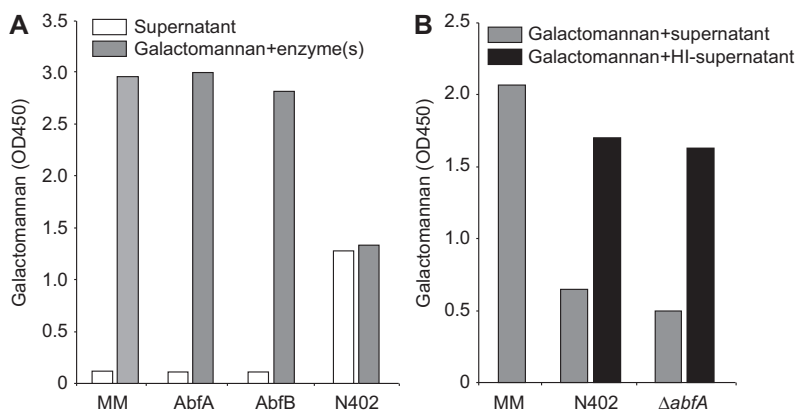 A
Supernatant
Galactomannan+enzyme(s)
Galactomannan (OD450)
3.5
3.0
2.5
2.0
1.5
1.0
0.5
0
MM
AbfA
AbfB
N402
B
Galactomannan+supernatant
Galactomannan+HI-supernatant
Galactomannan (OD450)
2.5
2.0
1.5
1.0
0.5
0
MM
N402
ΔabfA